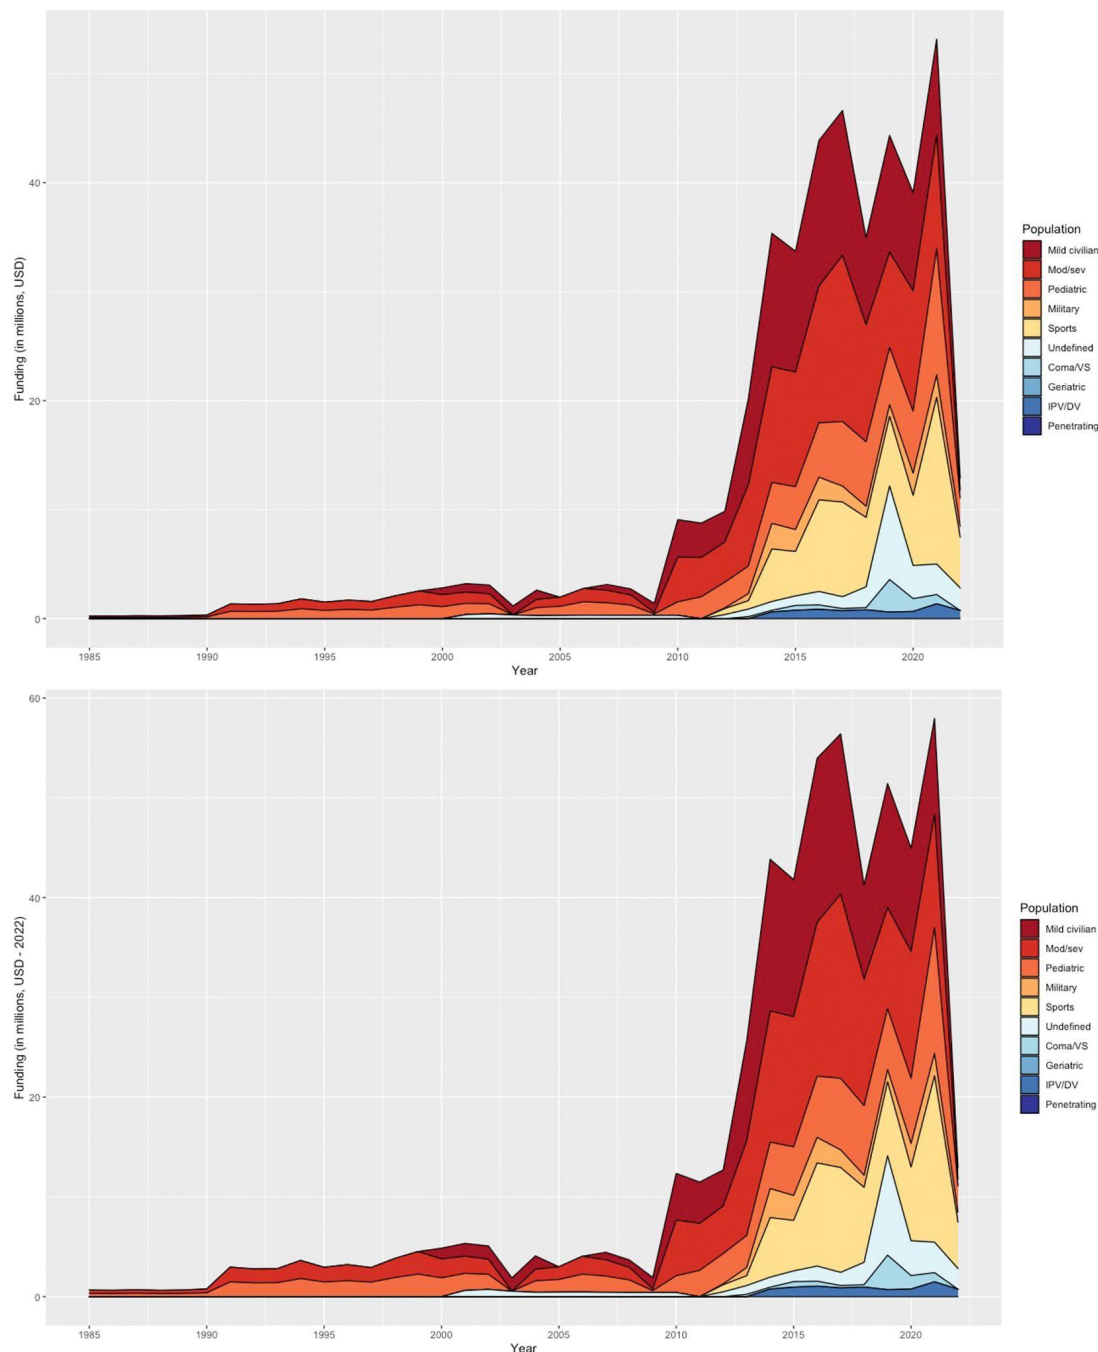 40
20
0
Funding (in millions, USD)
1985 1990 1995 2000 2005 2010 2015 2020
Year
Population
Mild civilian
Mod/sev
Pediatric
Military
Sports
Undefined
Coma/VS
Geriatric
IPV/DV
Penetrating
60
40
20
0
Funding (in millions, USD - 2022)
1985 1990 1995 2000 2005 2010 2015 2020
Year
Population
Mild civilian
Mod/sev
Pediatric
Military
Sports
Undefined
Coma/VS
Geriatric
IPV/DV
Penetrating